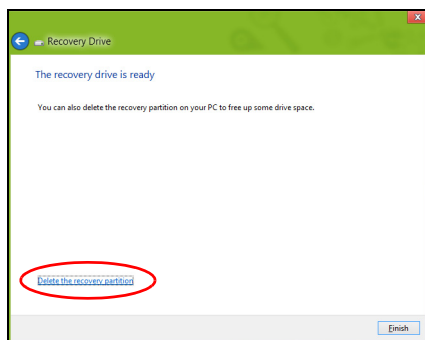 x
Recovery Drive
The recovery drive is ready
You can also delete the recovery partition on your PC to free up some drive space.
Delete the recovery partition
Finish